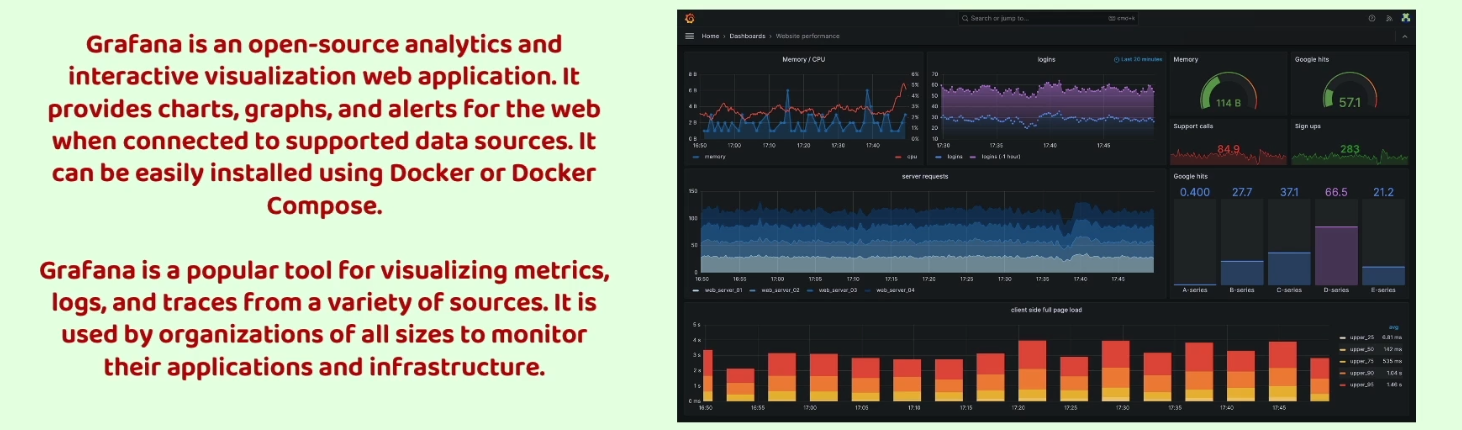 Grafana is an open-source analytics and
interactive visualization web application. It
provides charts, graphs, and alerts for the web
when connected to supported data sources. It
can be easily installed using Docker or Docker
Compose.
Grafana is a popular tool for visualizing metrics,
logs, and traces from a variety of sources. It is
used by organizations of all sizes to monitor
their applications and infrastructure.
Search or jump to... cmd+k
Home › Dashboards › Website performance
Memory / CPU
8 B
6 B
4 B
2 B
0 B
6%
5%
4%
3%
2%
1%
0%
16:50 17:00 17:10 17:20 17:30 17:40
memory cpu
logins Last 20 minutes
70
60
50
40
30
20
10
17:30 17:35 17:40 17:45
logins logins (-1 hour)
Memory
114 B
Google hits
57.1
Support calls
84.9
Sign ups
283
server requests
150
100
50
0
16:50 16:55 17:00 17:05 17:10 17:15 17:20 17:25 17:30 17:35 17:40 17:45
web_server_01 web_server_02 web_server_03 web_server_04
Google hits
0.400 27.7 37.1 66.5 21.2
A-series B-series C-series D-series E-series
client side full page load
5 s
4 s
3 s
2 s
1 s
0 ms
16:50 16:55 17:00 17:05 17:10 17:15 17:20 17:25 17:30 17:35 17:40 17:45
avg
upper_25 6.81 ms
upper_50 142 ms
upper_75 535 ms
upper_90 1.04 s
upper_95 1.46 s